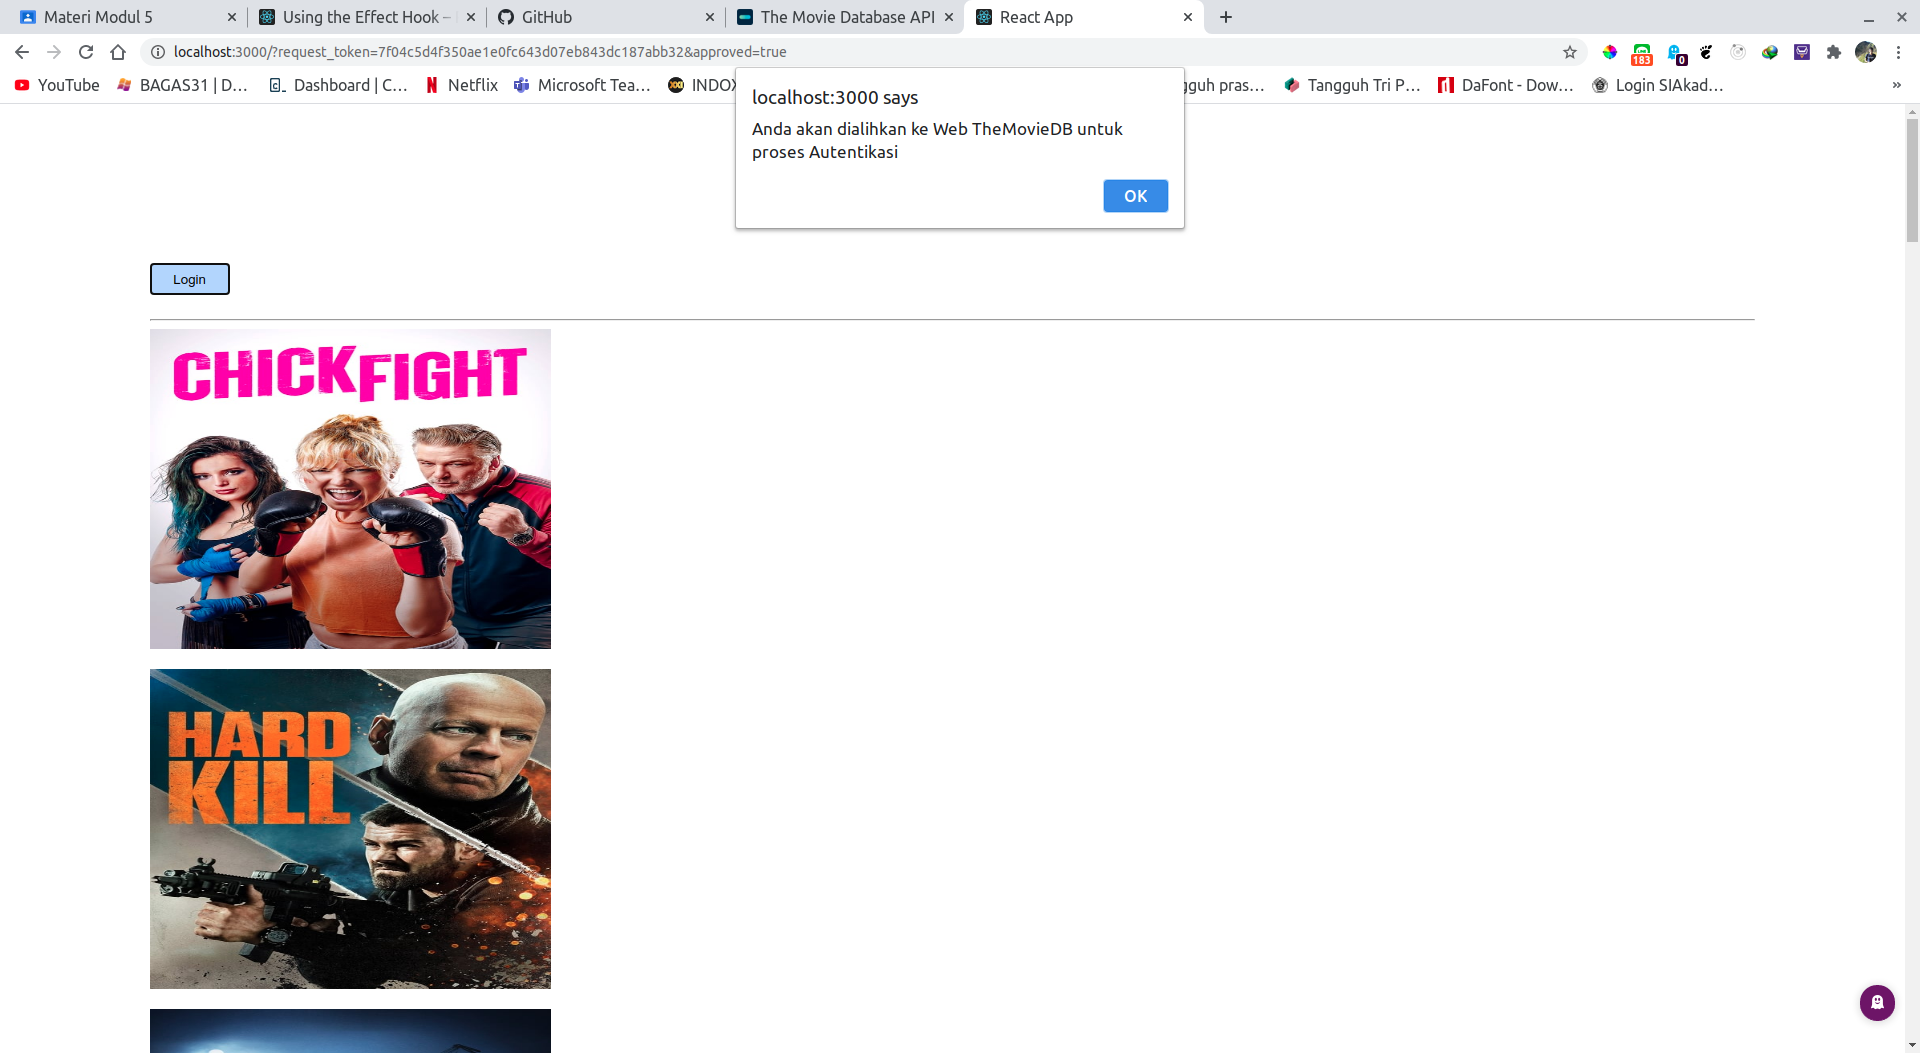 Materi Modul 5
Using the Effect Hook –
GitHub
The Movie Database API
React App
localhost:3000/?request_token=7f04c5d4f350ae1e0fc643d07eb843dc187abb32&approved=true
183
0
YouTube
BAGAS31 | D...
Dashboard | C...
Netflix
Microsoft Tea...
INDOX
gguh pras...
Tangguh Tri P...
DaFont - Dow...
Login SIAkad...
»
localhost:3000 says
Anda akan dialihkan ke Web TheMovieDB untuk
proses Autentikasi
OK
Login
CHICKFIGHT
HARD
KILL